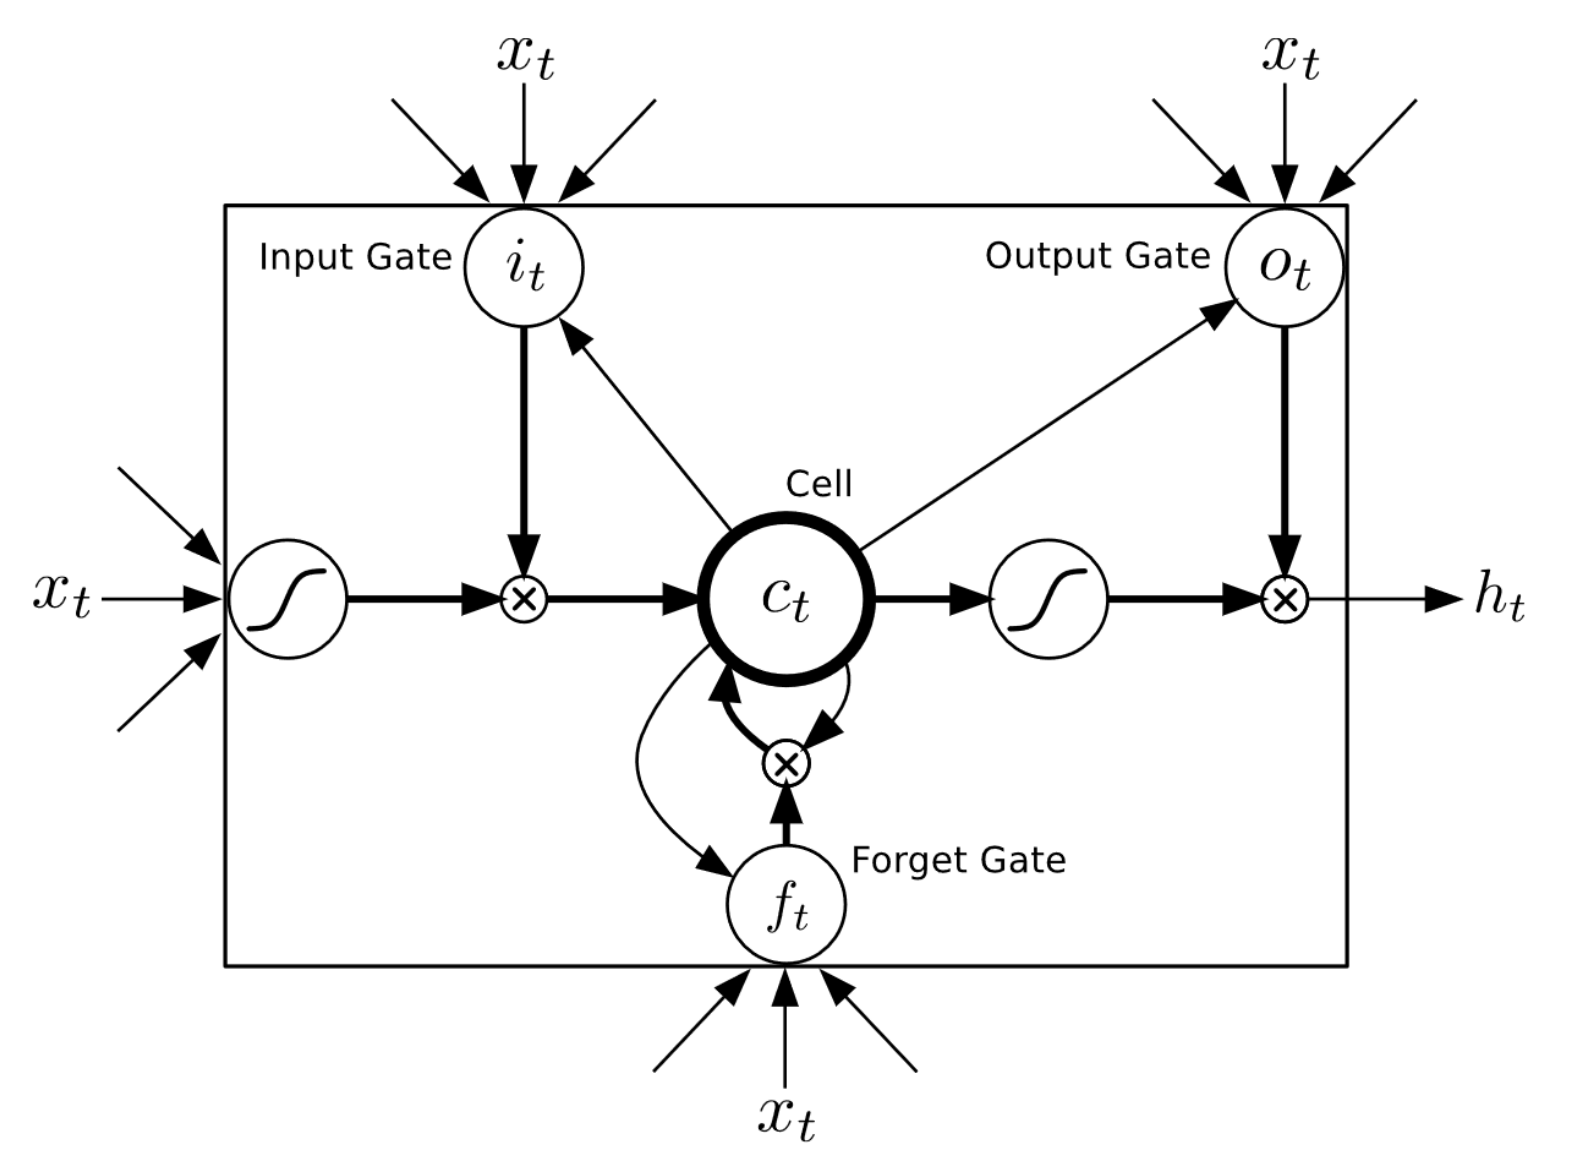 x_t
x_t
Input Gate
i_t
Output Gate
o_t
Cell
x_t
c_t
h_t
Forget Gate
f_t
x_t